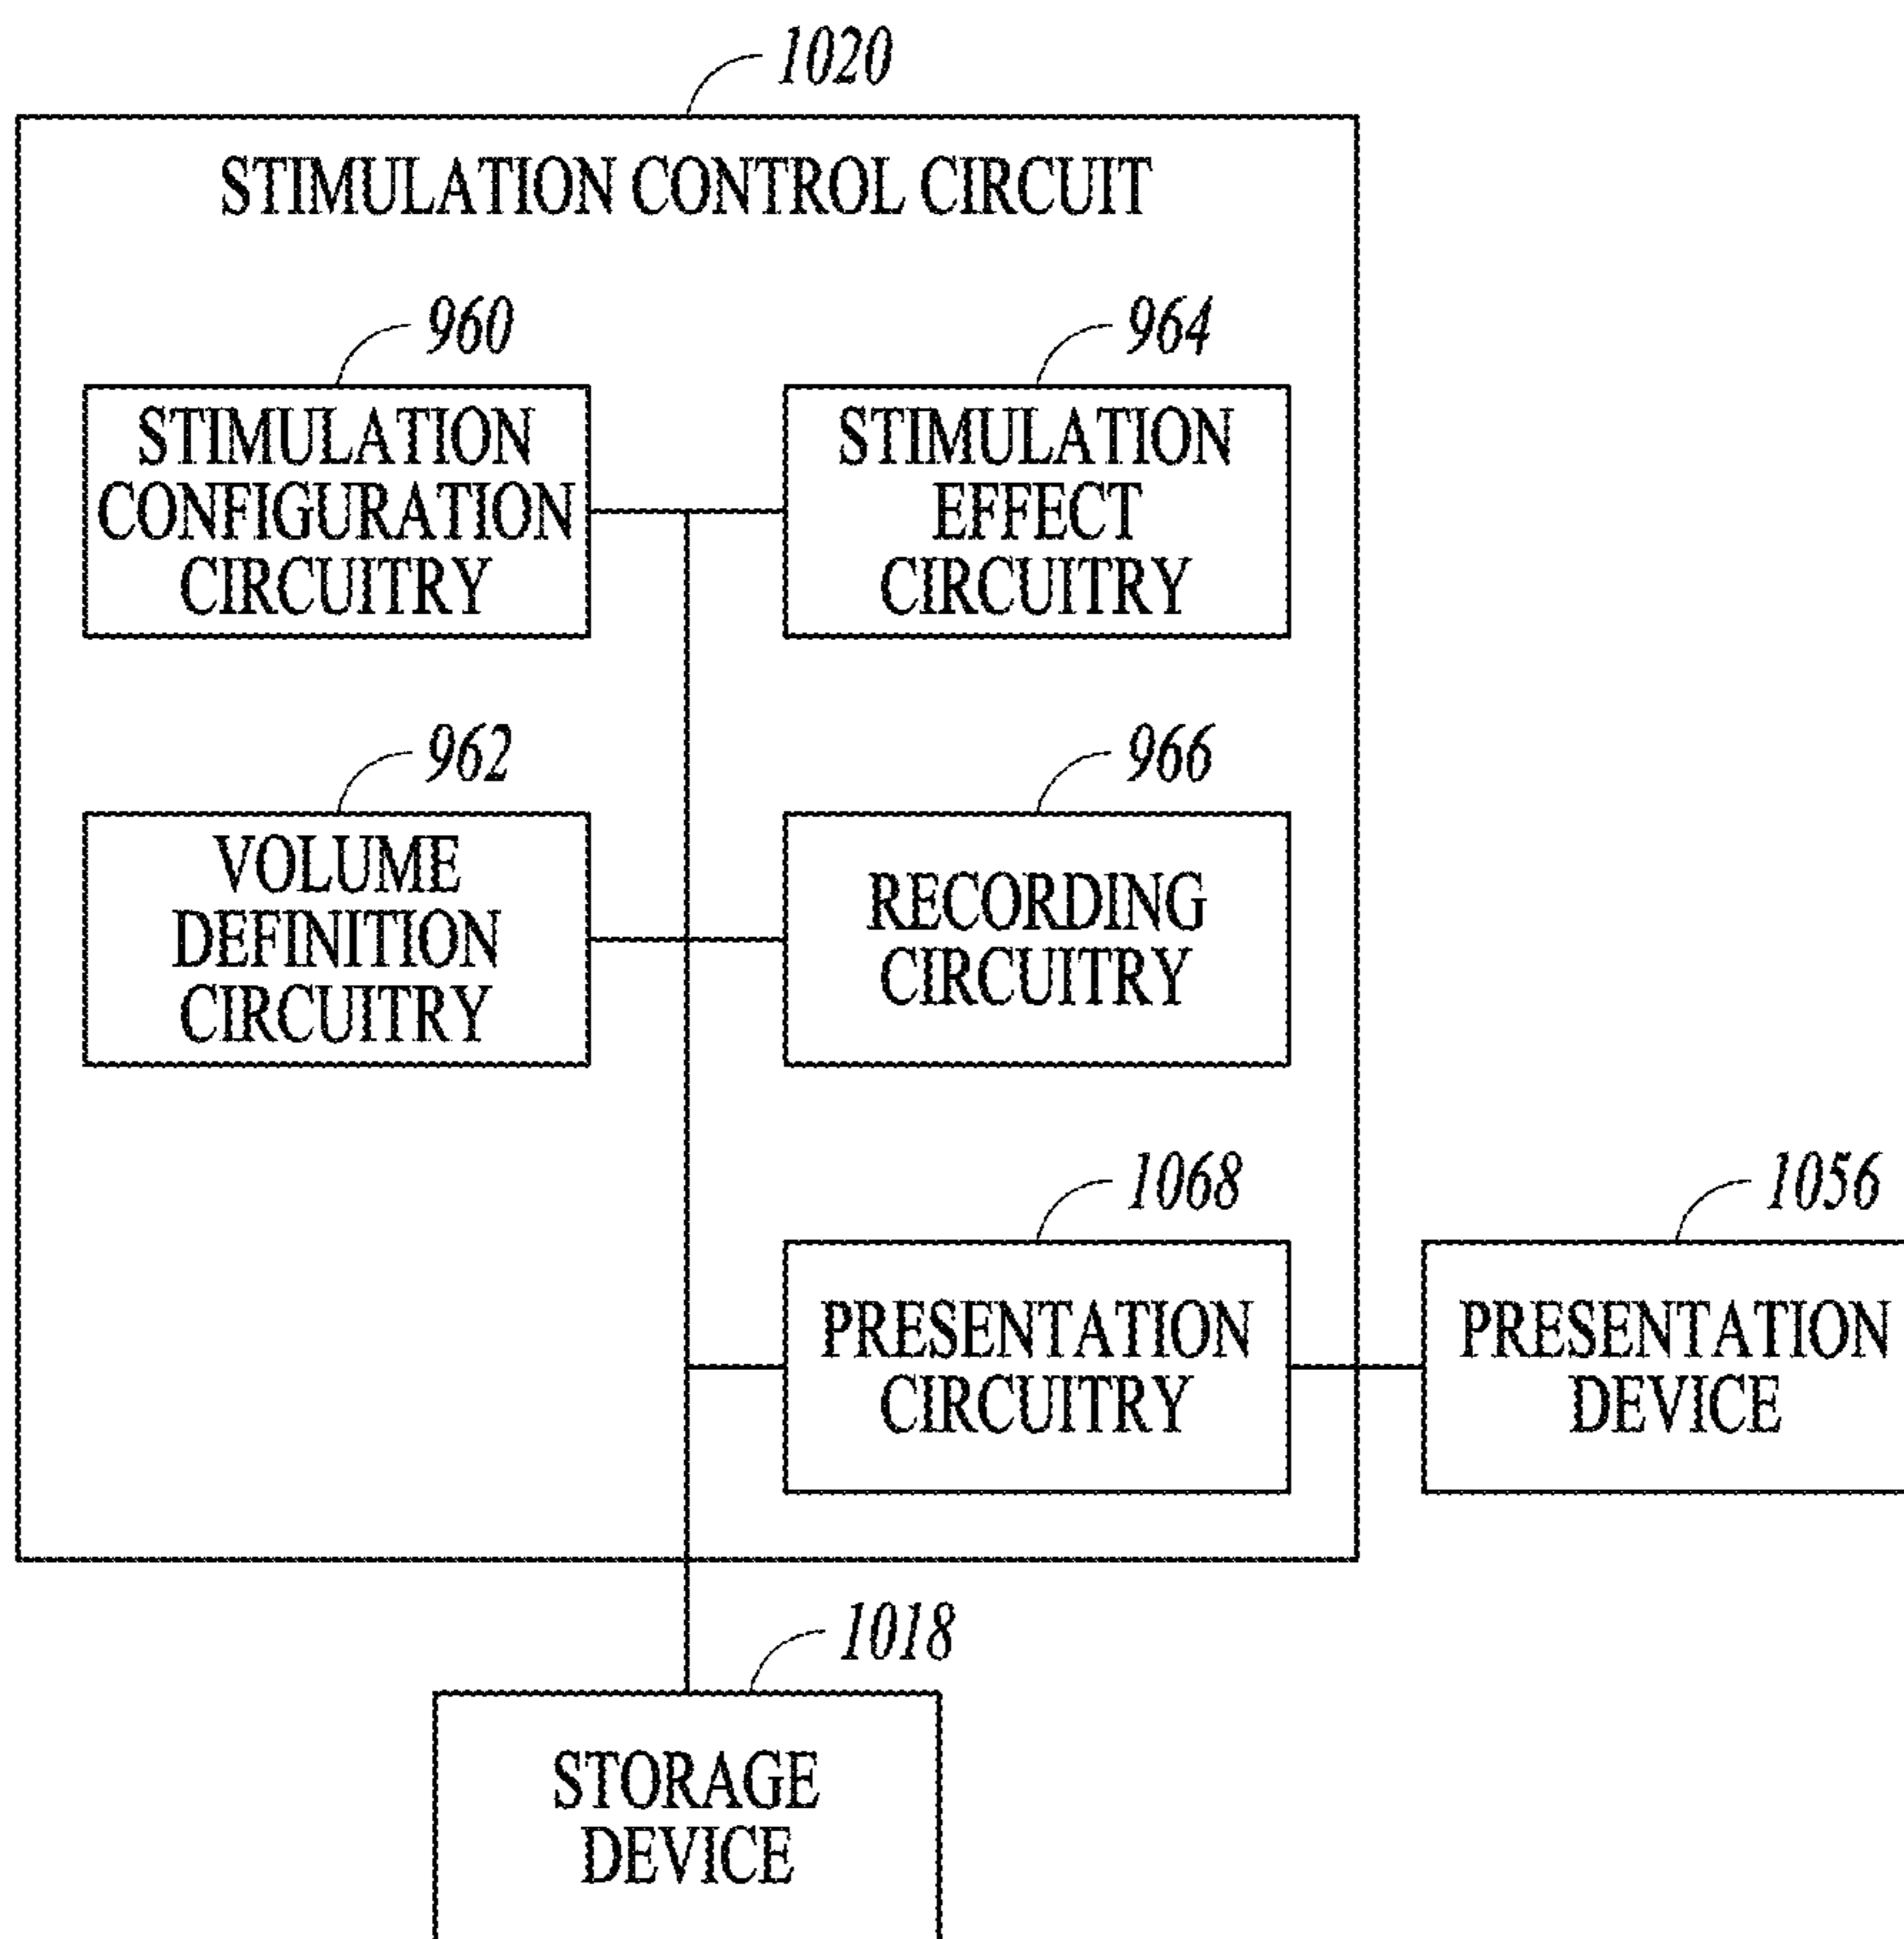 1020
STIMULATION CONTROL CIRCUIT
960
STIMULATION
CONFIGURATION
CIRCUITRY
964
STIMULATION
EFFECT
CIRCUITRY
962
VOLUME
DEFINITION
CIRCUITRY
966
RECORDING
CIRCUITRY
1068
PRESENTATION
CIRCUITRY
1056
PRESENTATION
DEVICE
1018
STORAGE
DEVICE